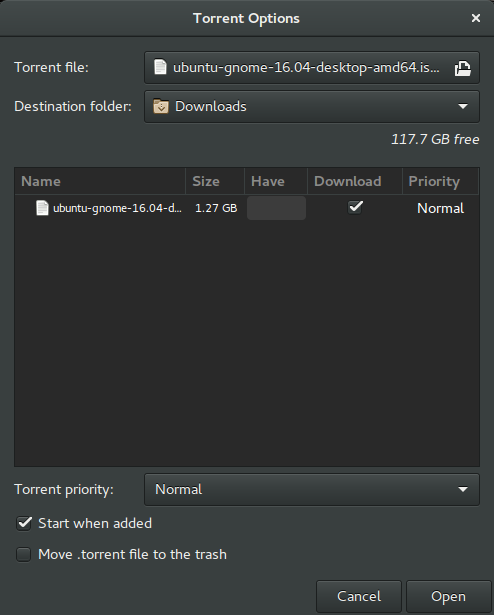 Torrent Options
Torrent file: ubuntu-gnome-16.04-desktop-amd64.is...
Destination folder: Downloads
117.7 GB free
Name Size Have Download Priority
ubuntu-gnome-16.04-d... 1.27 GB Normal
Torrent priority: Normal
Start when added
Move .torrent file to the trash
Cancel Open